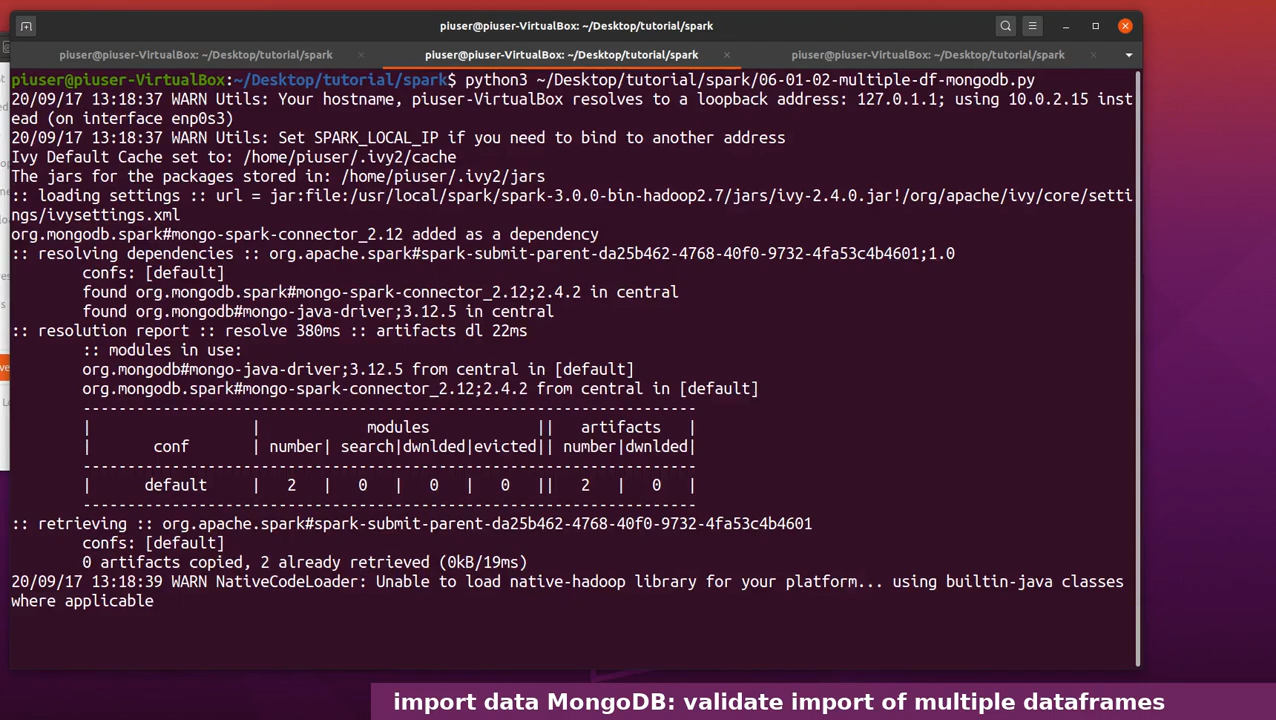 piuser@piuser-VirtualBox: ~/Desktop/tutorial/spark
piuser@piuser-VirtualBox: ~/Desktop/tutorial/spark × piuser@piuser-VirtualBox: ~/Desktop/tutorial/spark × piuser@piuser-VirtualBox: ~/Desktop/tutorial/spark ×
piuser@piuser-VirtualBox:~/Desktop/tutorial/spark$ python3 ~/Desktop/tutorial/spark/06-01-02-multiple-df-mongodb.py
20/09/17 13:18:37 WARN Utils: Your hostname, piuser-VirtualBox resolves to a loopback address: 127.0.1.1; using 10.0.2.15 inst
ead (on interface enp0s3)
20/09/17 13:18:37 WARN Utils: Set SPARK_LOCAL_IP if you need to bind to another address
Ivy Default Cache set to: /home/piuser/.ivy2/cache
The jars for the packages stored in: /home/piuser/.ivy2/jars
:: loading settings :: url = jar:file:/usr/local/spark/spark-3.0.0-bin-hadoop2.7/jars/ivy-2.4.0.jar!/org/apache/ivy/core/setti
ngs/ivysettings.xml
org.mongodb.spark#mongo-spark-connector_2.12 added as a dependency
:: resolving dependencies :: org.apache.spark#spark-submit-parent-da25b462-4768-40f0-9732-4fa53c4b4601;1.0
confs: [default]
found org.mongodb.spark#mongo-spark-connector_2.12;2.4.2 in central
found org.mongodb#mongo-java-driver;3.12.5 in central
:: resolution report :: resolve 380ms :: artifacts dl 22ms
:: modules in use:
org.mongodb#mongo-java-driver;3.12.5 from central in [default]
org.mongodb.spark#mongo-spark-connector_2.12;2.4.2 from central in [default]
---------------------------------------------------------------------
|                  |            modules            ||   artifacts   |
|       conf       | number| search|dwnlded|evicted|| number|dwnlded|
---------------------------------------------------------------------
|      default     |   2   |   0   |   0   |   0   ||   2   |   0   |
---------------------------------------------------------------------
:: retrieving :: org.apache.spark#spark-submit-parent-da25b462-4768-40f0-9732-4fa53c4b4601
confs: [default]
0 artifacts copied, 2 already retrieved (0kB/19ms)
20/09/17 13:18:39 WARN NativeCodeLoader: Unable to load native-hadoop library for your platform... using builtin-java classes
where applicable
import data MongoDB: validate import of multiple dataframes